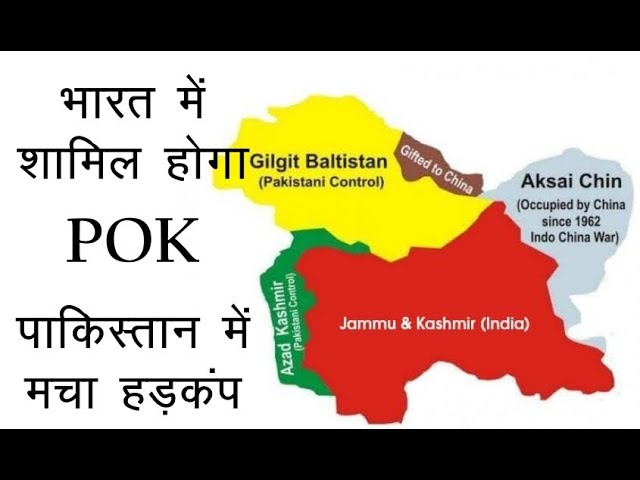 भारत में
शामिल होगा
POK
पाकिस्तान में
मचा हड़कंप
Gilgit Baltistan
(Pakistani Control)
Gifted to China
Aksai Chin
(Occupied by China
since 1962
Indo China War)
Azad Kashmir
(Pakistani Control)
Jammu & Kashmir (India)